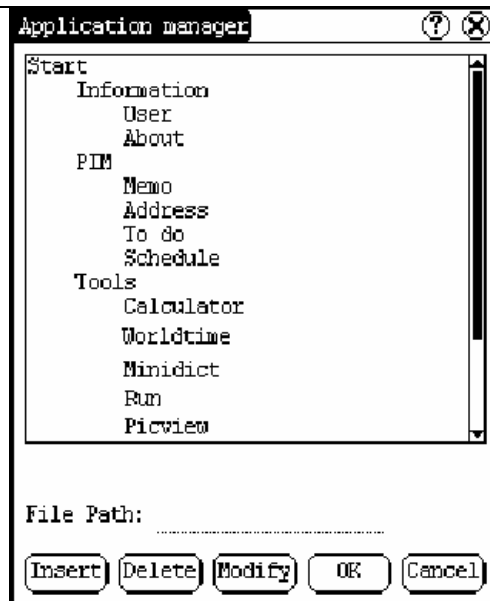 Application manager ?
Start
Information
User
About
PIM
Memo
Address
To do
Schedule
Tools
Calculator
Worldtime
Minidict
Run
Picview
File Path:
Insert Delete Modify OK Cancel